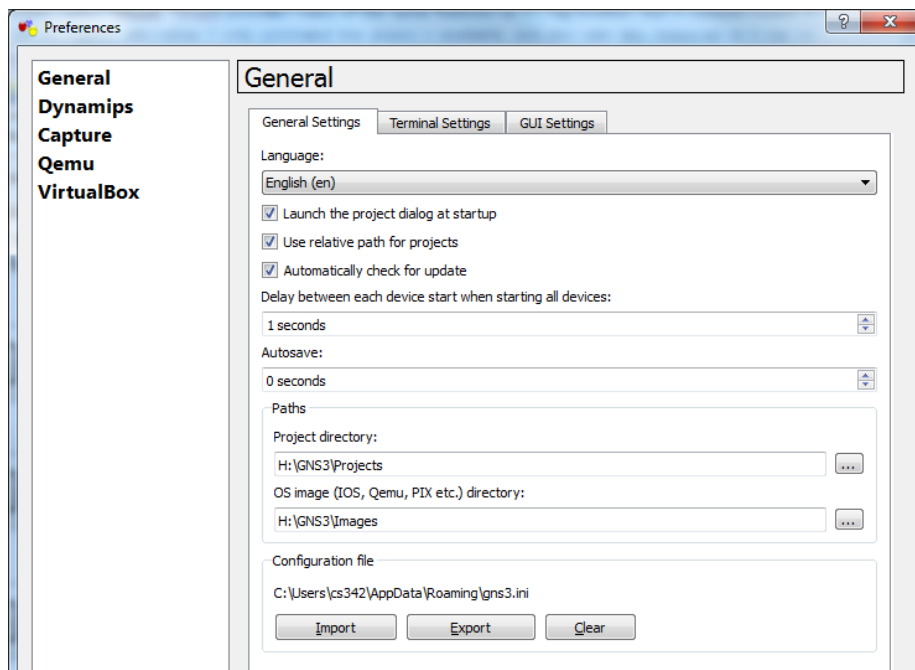 Preferences
General
Dynamips
Capture
Qemu
VirtualBox
General
General Settings Terminal Settings GUI Settings
Language:
English (en)
Launch the project dialog at startup
Use relative path for projects
Automatically check for update
Delay between each device start when starting all devices:
1 seconds
Autosave:
0 seconds
Paths
Project directory:
H:\GNS3\Projects
...
OS image (IOS, Qemu, PIX etc.) directory:
H:\GNS3\Images
...
Configuration file
C:\Users\cs342\AppData\Roaming\gns3.ini
Import Export Clear